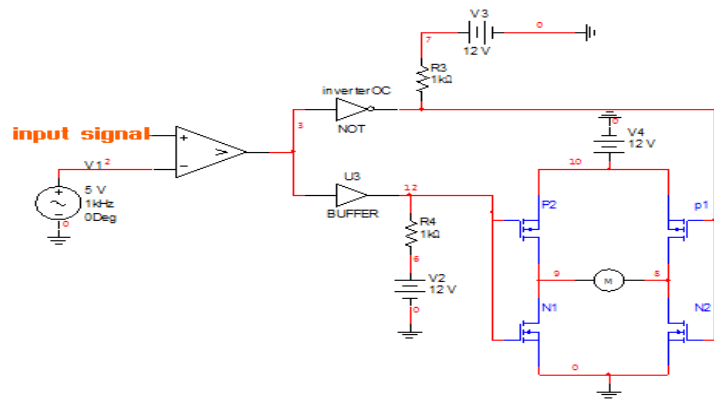 V3
0
7
12 V
R3
1kΩ
inverterOC
0
3
NOT
V4
12 V
input signal
+
>
−
10
V1
2
U3
12
5 V
1kHz
0Deg
BUFFER
P2
p1
R4
1kΩ
0
9
M
8
6
V2
12 V
N1
N2
0
0